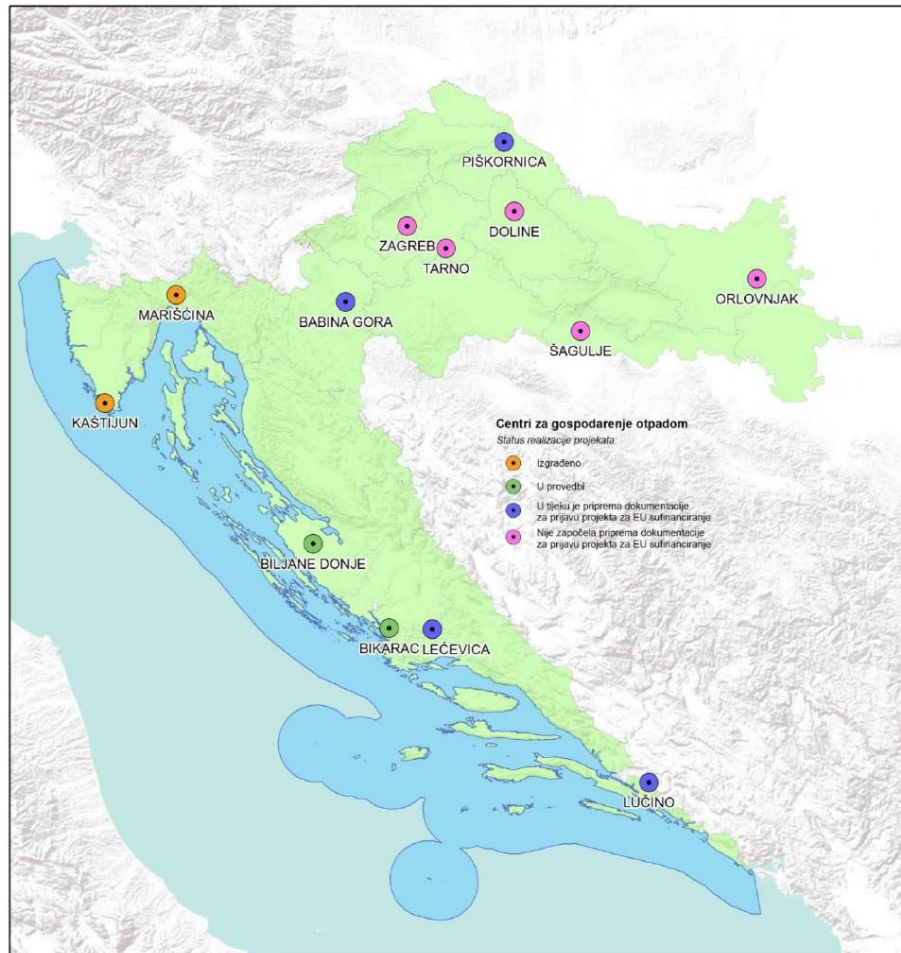 PIŠKORNICA
DOLINE
ZAGREB
TARNO
ORLOVNJAK
MARIŠĆINA
BABINA GORA
ŠAGULJE
KAŠTIJUN
Centri za gospodarenje otpadom
Status realizacije projekata:
Izgrađeno
U provedbi
U tijeku je priprema dokumentacije
za prijavu projekta za EU sufinanciranje
Nije započela priprema dokumentacije
za prijavu projekta za EU sufinanciranje
BILJANE DONJE
BIKARAC
LEĆEVICA
LUČINO